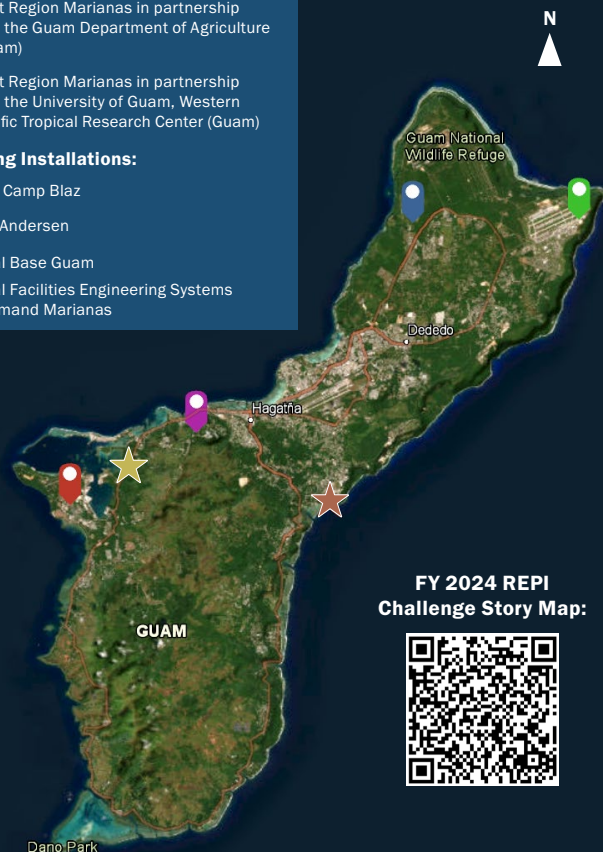 t Region Marianas in partnership
the Guam Department of Agriculture
am)
t Region Marianas in partnership
the University of Guam, Western
fic Tropical Research Center (Guam)
ng Installations:
Camp Blaz
Andersen
l Base Guam
l Facilities Engineering Systems
mand Marianas
N
Guam National
Wildlife Refuge
Dededo
Hagatña
GUAM
FY 2024 REPI
Challenge Story Map:
Dano Park